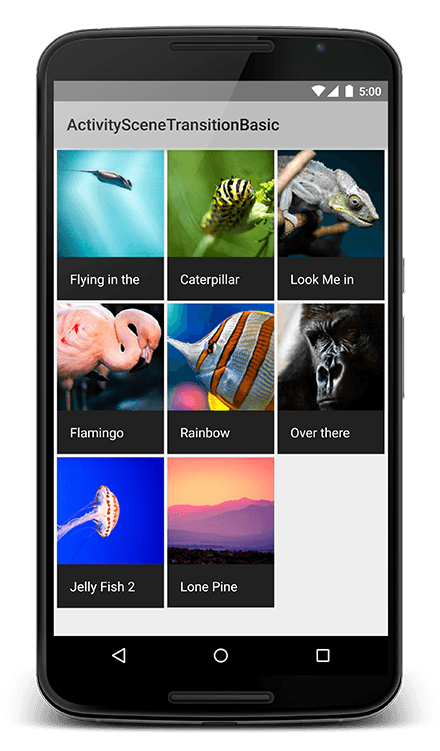 5:00
ActivitySceneTransitionBasic
Flying in the
Caterpillar
Look Me in
Flamingo
Rainbow
Over there
Jelly Fish 2
Lone Pine